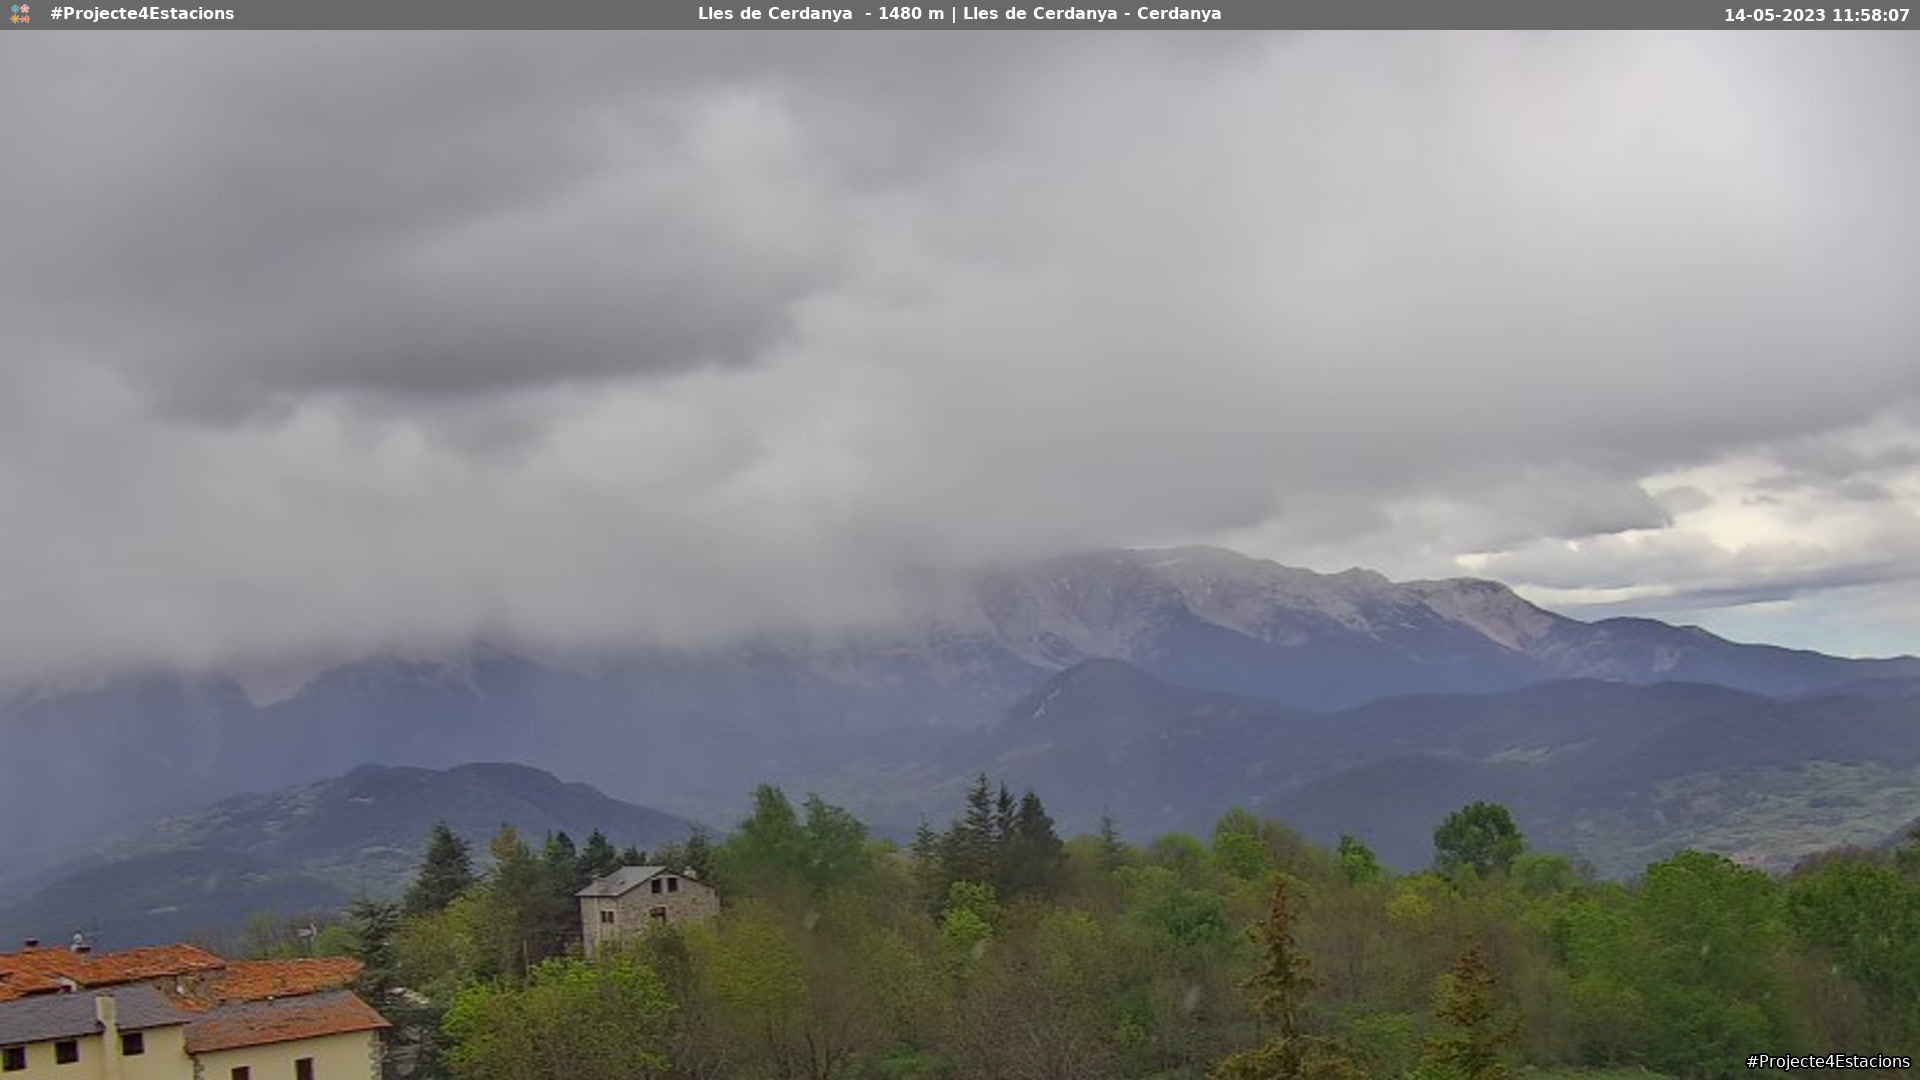 #Projecte4Estacions
Lles de Cerdanya  - 1480 m | Lles de Cerdanya - Cerdanya
14-05-2023 11:58:07
#Projecte4Estacions